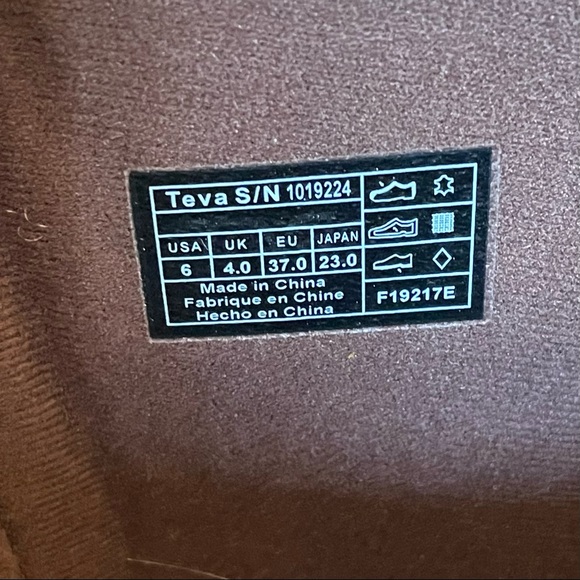 Teva S/N 1019224
USA UK EU JAPAN
6 4.0 37.0 23.0
Made in China
Fabrique en Chine
Hecho en China
F19217E